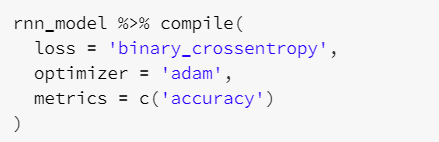 rnn_model %>% compile(
  loss = 'binary_crossentropy',
  optimizer = 'adam',
  metrics = c('accuracy')
)